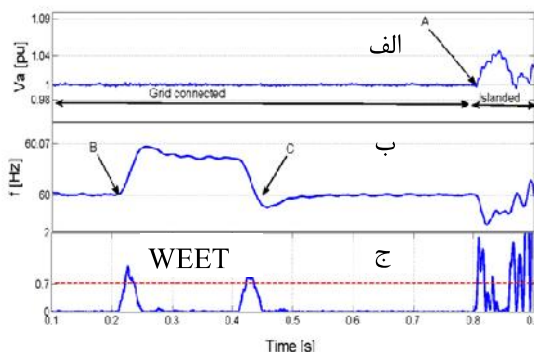 1.09
1.04
1
0.98
Va [pu]
A
الف
Grid connected
Islanded
60.07
60
f [Hz]
B
C
ب
2
0.7
0
WEET
ج
0.1 0.2 0.3 0.4 0.5 0.6 0.7 0.8 0.
Time [s]